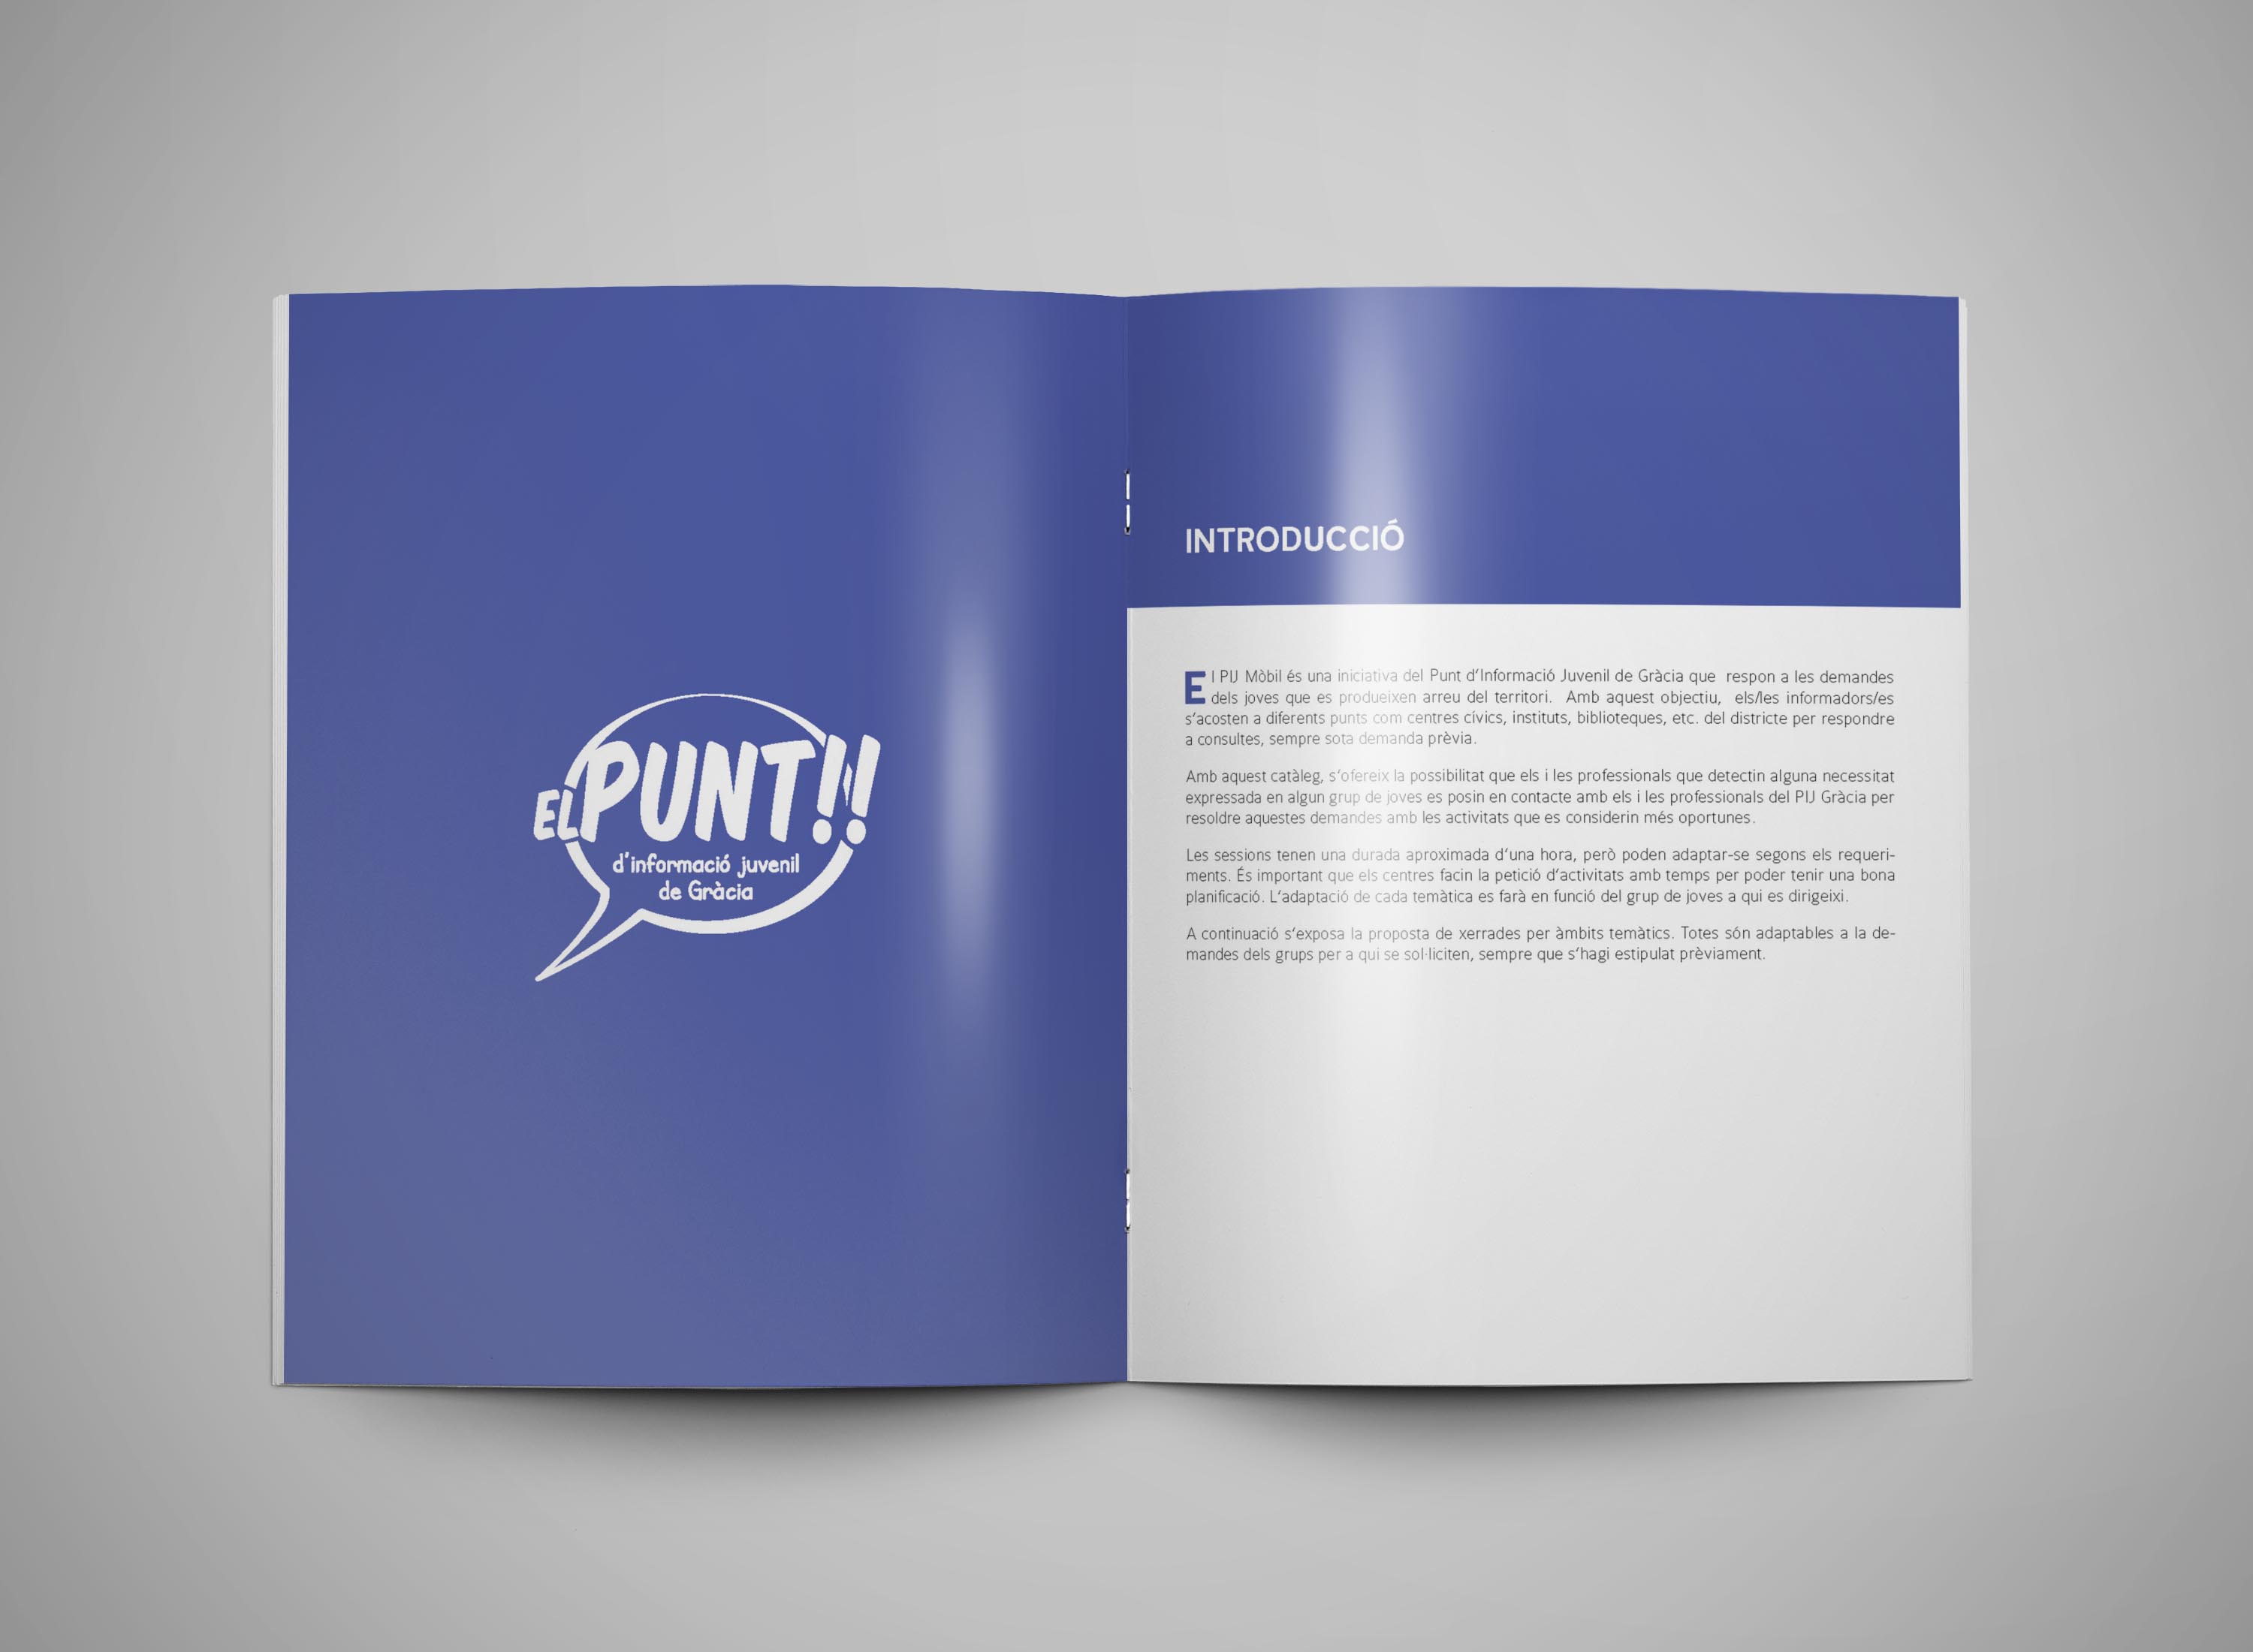 EL PUNT!!
d'informació juvenil
de Gràcia
INTRODUCCIÓ
El PIJ Mòbil és una iniciativa del Punt d'Informació Juvenil de Gràcia que respon a les demandes
dels joves que es produeixen arreu del territori. Amb aquest objectiu, els/les informadors/es
s'acosten a diferents punts com centres cívics, instituts, biblioteques, etc. del districte per respondre
a consultes, sempre sota demanda prèvia.
Amb aquest catàleg, s'ofereix la possibilitat que els i les professionals que detectin alguna necessitat
expressada en algun grup de joves es posin en contacte amb els i les professionals del PIJ Gràcia per
resoldre aquestes demandes amb les activitats que es considerin més oportunes.
Les sessions tenen una durada aproximada d'una hora, però poden adaptar-se segons els requeri-
ments. És important que els centres facin la petició d'activitats amb temps per poder tenir una bona
planificació. L'adaptació de cada temàtica es farà en funció del grup de joves a qui es dirigeixi.
A continuació s'exposa la proposta de xerrades per àmbits temàtics. Totes són adaptables a la de-
mandes dels grups per a qui se sol·liciten, sempre que s'hagi estipulat prèviament.